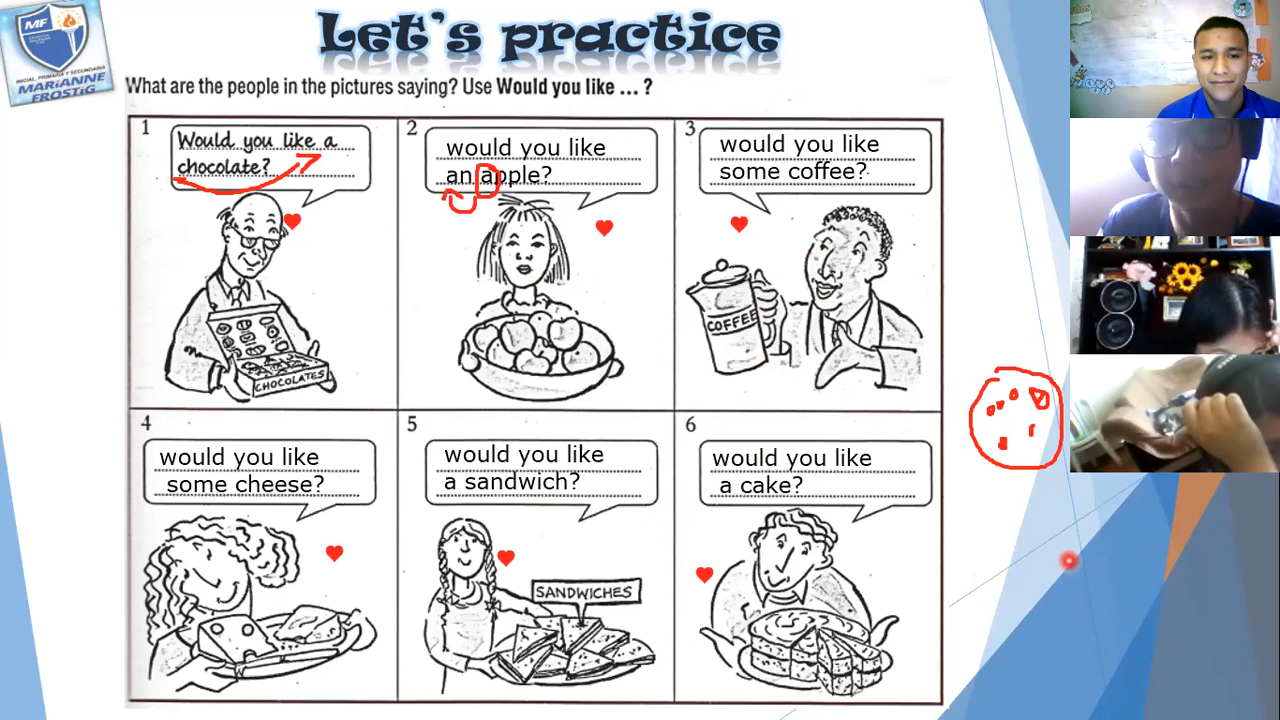 MF
INICIAL, PRIMARIA Y SECUNDARIA
MARiANNE
FROSTiG
Let's practice
What are the people in the pictures saying? Use Would you like ... ?
1
Would you like a
chocolate?
CHOCOLATES
2
would you like
an apple?
3
would you like
some coffee?
COFFEE
4
would you like
some cheese?
5
would you like
a sandwich?
SANDWICHES
6
would you like
a cake?